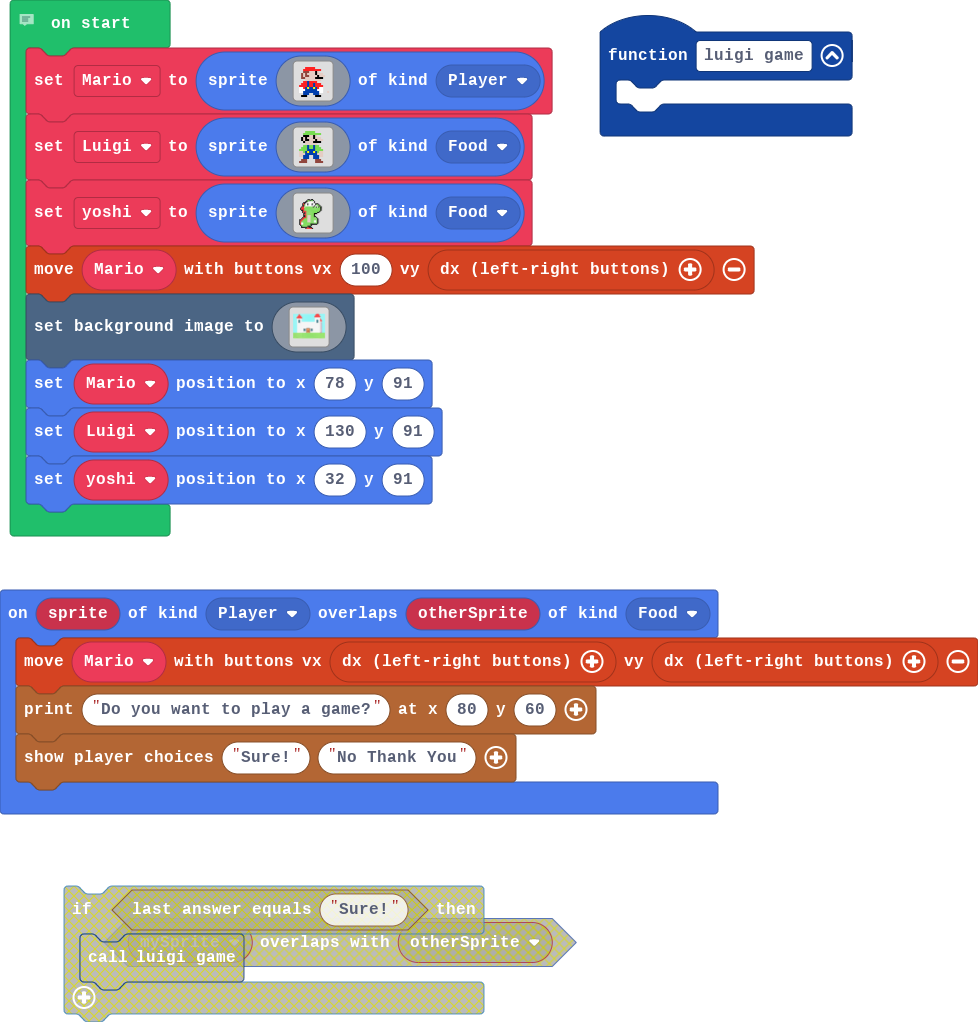 on start
set Mario to sprite of kind Player
set Luigi to sprite of kind Food
set yoshi to sprite of kind Food
move Mario with buttons vx 100 vy dx (left-right buttons)
set background image to
set Mario position to x 78 y 91
set Luigi position to x 130 y 91
set yoshi position to x 32 y 91
function luigi game
on sprite of kind Player overlaps otherSprite of kind Food
move Mario with buttons vx dx (left-right buttons) vy dx (left-right buttons)
print "Do you want to play a game?" at x 80 y 60
show player choices "Sure!" "No Thank You"
if last answer equals "Sure!" then
mySprite overlaps with otherSprite
call luigi game